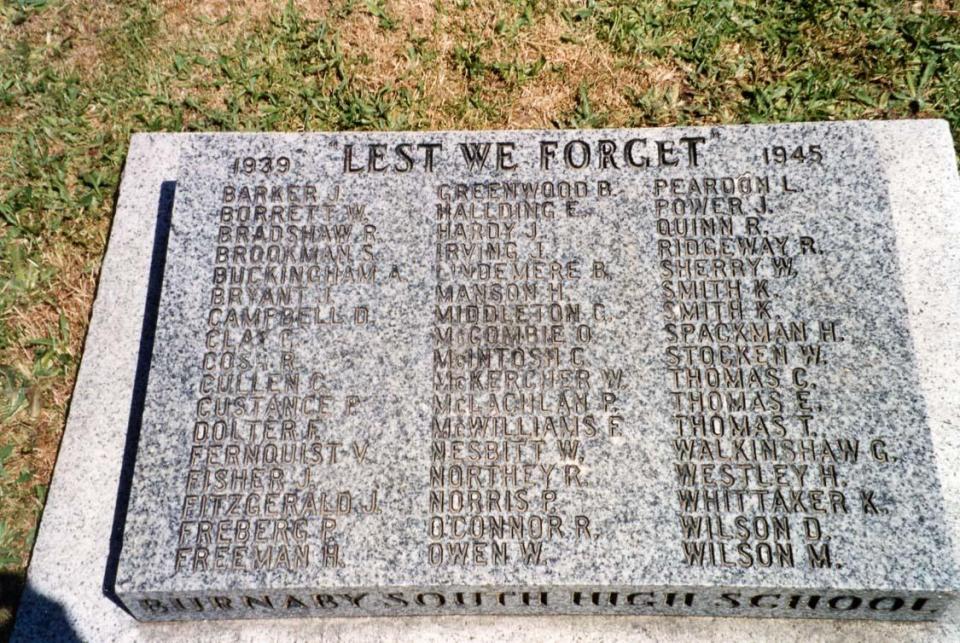 1939 "LEST WE FORGET" 1945
BARKER J. GREENWOOD B. PEARDON L.
BORRETT W. HALLDING E. POWER J.
BRADSHAW R. HARDY J. QUINN R.
BROOKMAN S. IRVING J. RIDGEWAY R.
BUCKINGHAM A. LINDEMERE B. SHERRY W.
BRYANT J. MANSON H. SMITH K.
CAMPBELL D. MIDDLETON G. SMITH K.
CLAY C. McCOMBIE O. SPACKMAN H.
COSH R. McINTOSH C. STOCKEN W.
CULLEN C. McKERCHER W. THOMAS C.
CUSTANCE P. McLACHLAN P. THOMAS E.
DOLTER F. McWILLIAMS F. THOMAS T.
FERNQUIST V. NESBITT W. WALKINSHAW G.
FISHER J. NORTHEY R. WESTLEY H.
FITZGERALD J. NORRIS P. WHITTAKER K.
FREBERG P. O'CONNOR R. WILSON D.
FREEMAN H. OWEN W. WILSON M.
BURNABY SOUTH HIGH SCHOOL